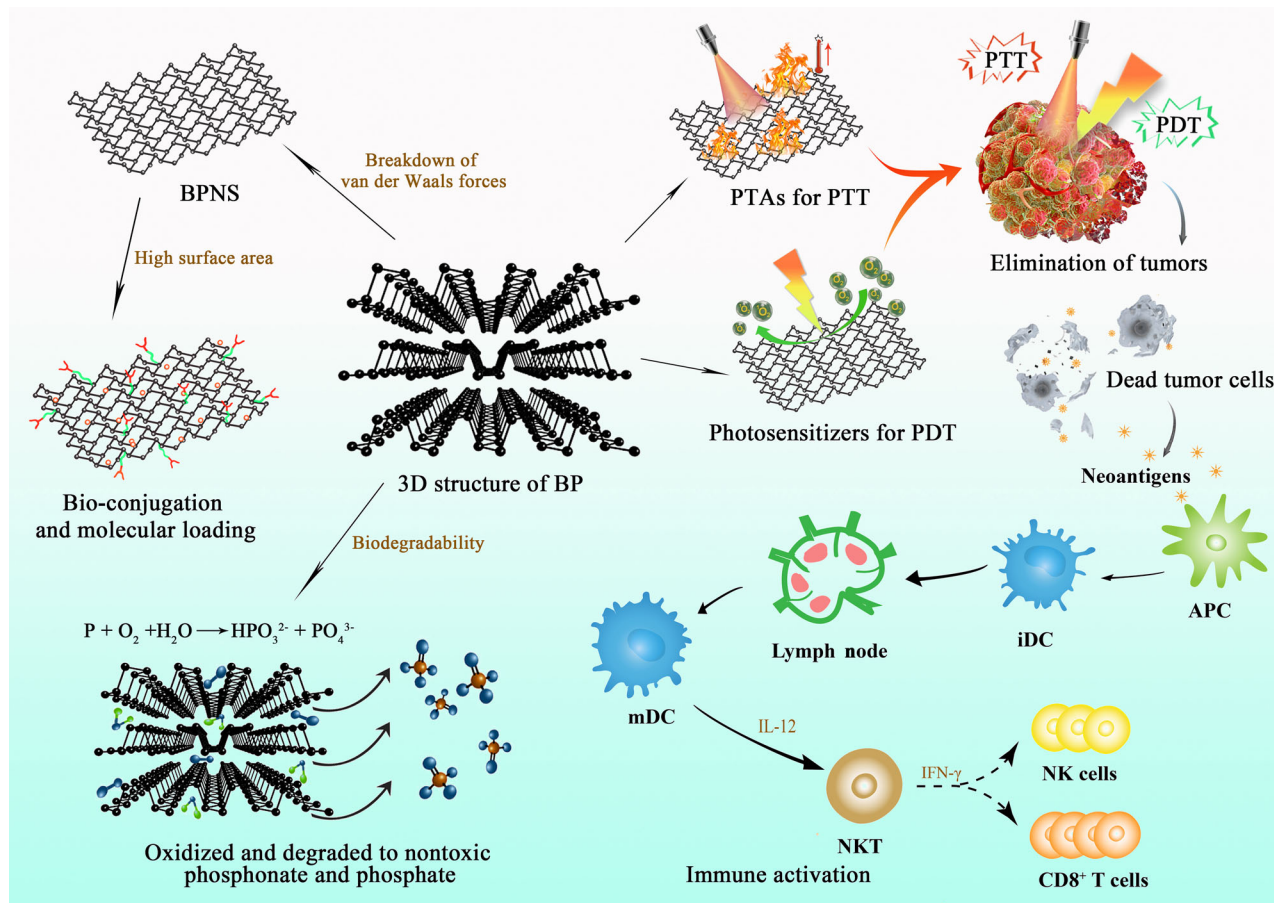 BPNS
Breakdown of
van der Waals forces
High surface area
Bio-conjugation
and molecular loading
3D structure of BP
Biodegradability
P + O₂ +H₂O → HPO₃²⁻ + PO₄³⁻
Oxidized and degraded to nontoxic
phosphonate and phosphate
PTAs for PTT
PTT
PDT
Elimination of tumors
O₂
O₂
O₂
Photosensitizers for PDT
Dead tumor cells
Neoantigens
APC
iDC
Lymph node
mDC
IL-12
NKT
IFN-γ
NK cells
CD8⁺ T cells
Immune activation